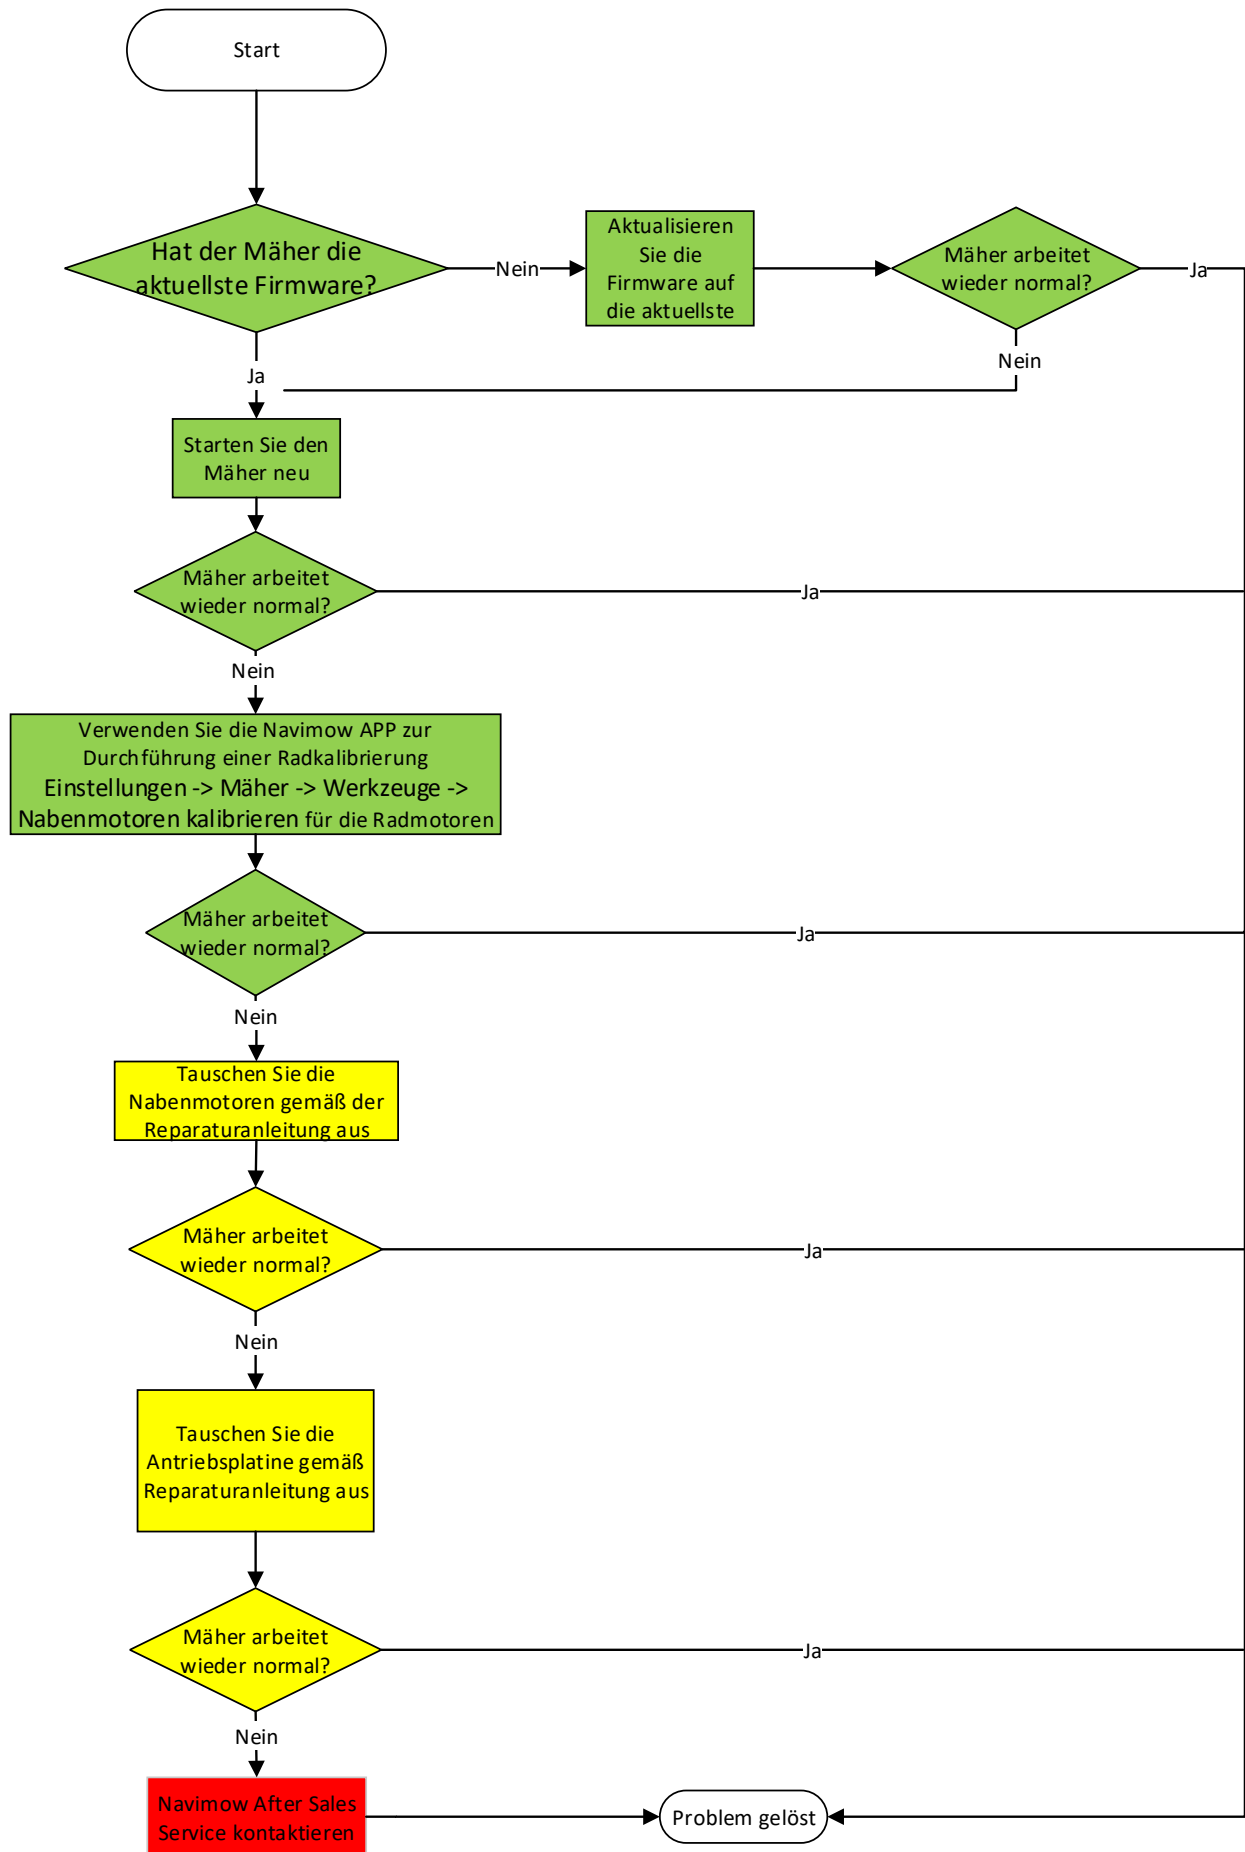 Start
Hat der Mäher die
aktuellste Firmware?
Nein
Aktualisieren
Sie die
Firmware auf
die aktuellste
Mäher arbeitet
wieder normal?
Ja
Nein
Ja
Starten Sie den
Mäher neu
Mäher arbeitet
wieder normal?
Ja
Nein
Verwenden Sie die Navimow APP zur
Durchführung einer Radkalibrierung
Einstellungen -> Mäher -> Werkzeuge ->
Nabenmotoren kalibrieren für die Radmotoren
Mäher arbeitet
wieder normal?
Ja
Nein
Tauschen Sie die
Nabenmotoren gemäß der
Reparaturanleitung aus
Mäher arbeitet
wieder normal?
Ja
Nein
Tauschen Sie die
Antriebsplatine gemäß
Reparaturanleitung aus
Mäher arbeitet
wieder normal?
Ja
Nein
Navimow After Sales
Service kontaktieren
Problem gelöst